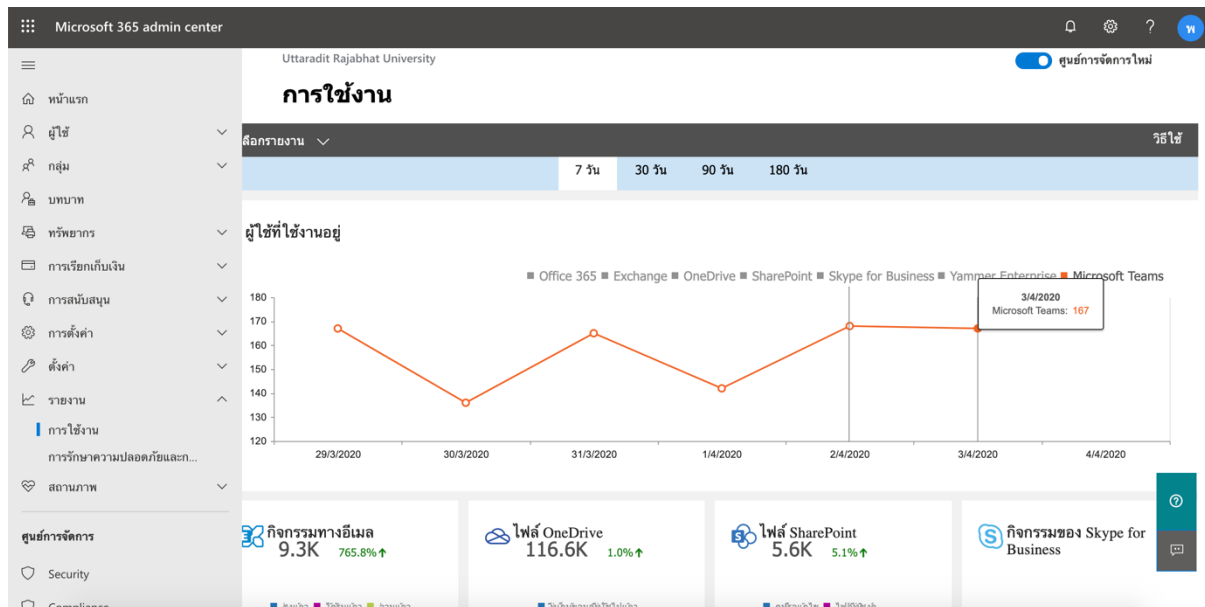 Microsoft 365 admin center
พ
Uttaradit Rajabhat University
ศูนย์การจัดการใหม่
การใช้งาน
หน้าแรก
ผู้ใช้
กลุ่ม
บทบาท
ทรัพยากร
การเรียกเก็บเงิน
การสนับสนุน
การตั้งค่า
ตั้งค่า
รายงาน
การใช้งาน
การรักษาความปลอดภัยและก...
สถานภาพ
ศูนย์การจัดการ
Security
Compliance
ลือกรายงาน
วิธีใช้
7 วัน 30 วัน 90 วัน 180 วัน
ผู้ใช้ที่ใช้งานอยู่
Office 365 Exchange OneDrive SharePoint Skype for Business Yammer Enterprise Microsoft Teams
3/4/2020
Microsoft Teams: 167
180
170
160
150
140
130
120
29/3/2020 30/3/2020 31/3/2020 1/4/2020 2/4/2020 3/4/2020 4/4/2020
กิจกรรมทางอีเมล
9.3K 765.8%
ไฟล์ OneDrive
116.6K 1.0%
ไฟล์ SharePoint
5.6K 5.1%
กิจกรรมของ Skype for
Business